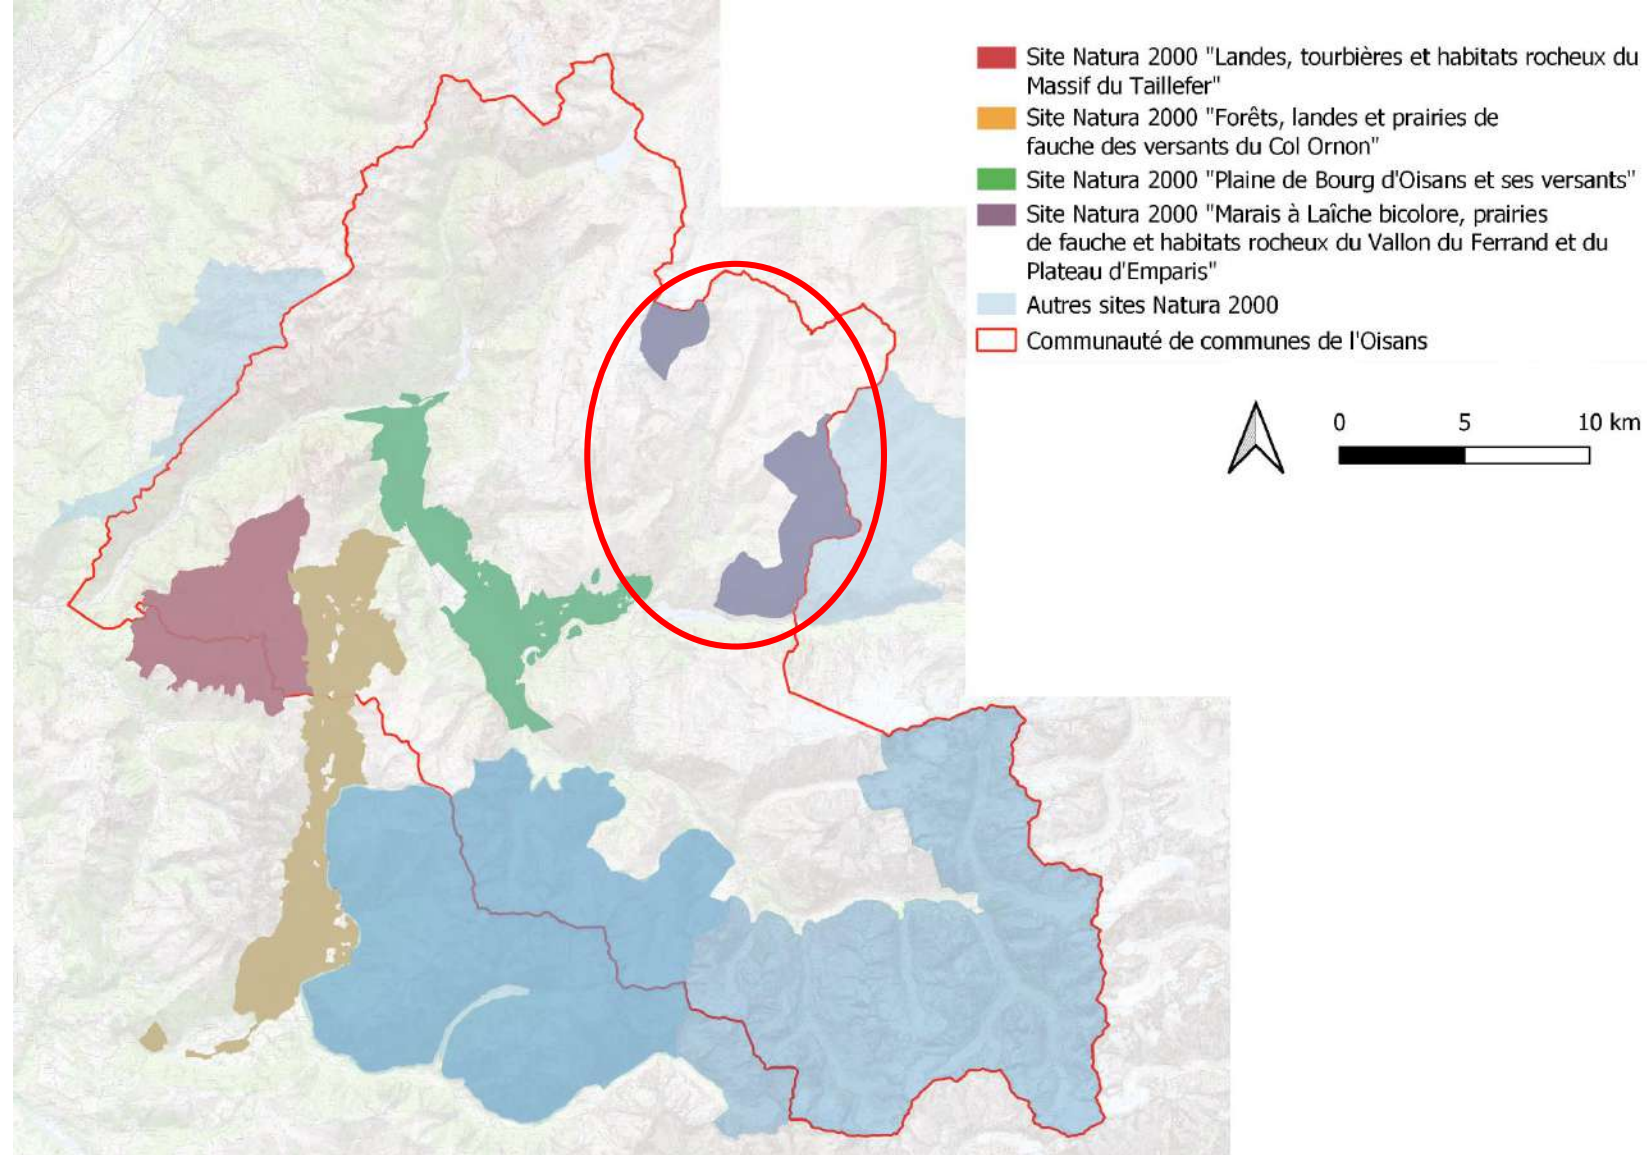 Site Natura 2000 "Landes, tourbières et habitats rocheux du
Massif du Taillefer"
Site Natura 2000 "Forêts, landes et prairies de
fauche des versants du Col Ornon"
Site Natura 2000 "Plaine de Bourg d'Oisans et ses versants"
Site Natura 2000 "Marais à Laîche bicolore, prairies
de fauche et habitats rocheux du Vallon du Ferrand et du
Plateau d'Emparis"
Autres sites Natura 2000
Communauté de communes de l'Oisans
0 5 10 km